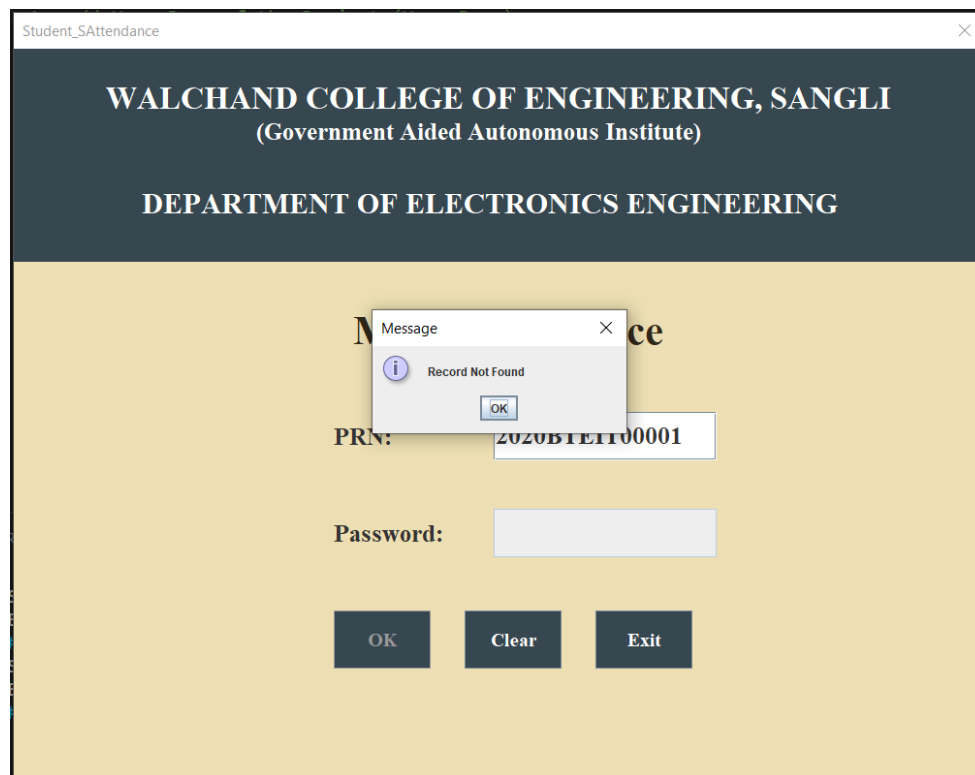 Student_SAttendance
WALCHAND COLLEGE OF ENGINEERING, SANGLI
(Government Aided Autonomous Institute)
DEPARTMENT OF ELECTRONICS ENGINEERING
Message
ce
Record Not Found
OK
PRN:
Password:
OK Clear Exit